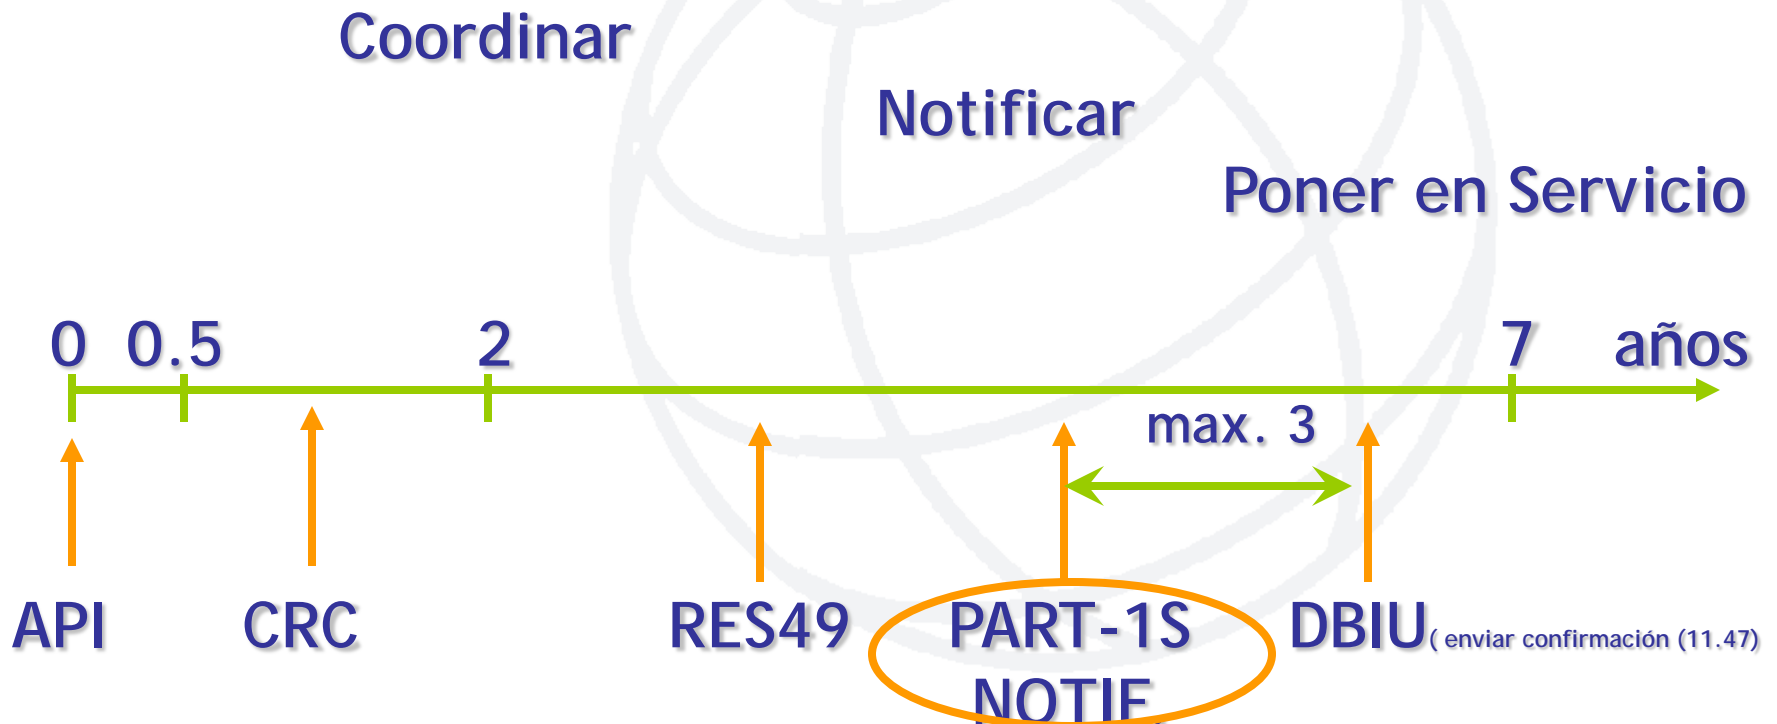 Coordinar
Notificar
Poner en Servicio
0 0.5 2 7 años
max. 3
API CRC RES49 PART-1S DBIU( enviar confirmación (11.47)
NOTIF